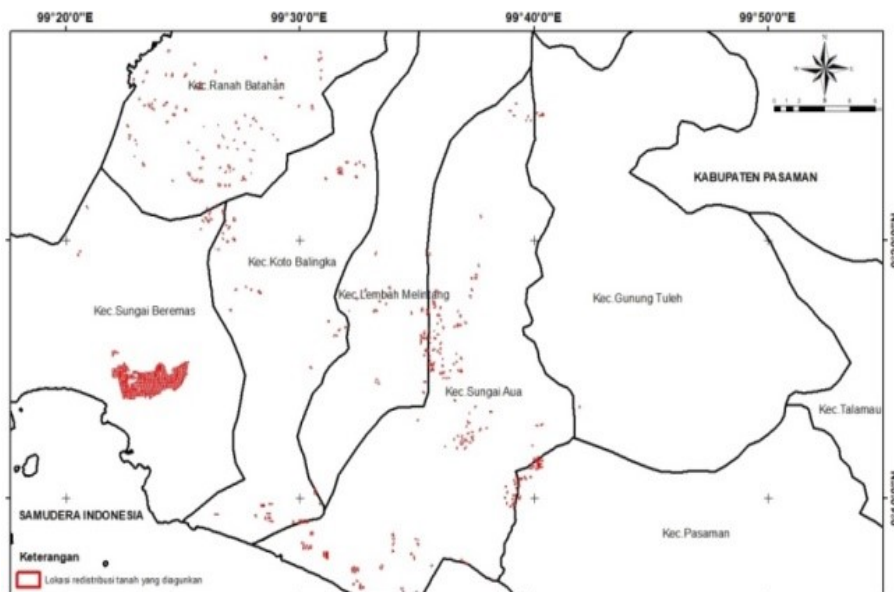 99°20'0"E 99°30'0"E 99°40'0"E 99°50'0"E
Kec.Ranah Batahan
KABUPATEN PASAMAN
Kec.Koto Balingka
Kec.Lembah Melintang
Kec.Gunung Tuleh
Kec.Sungai Beremas
Kec.Sungai Aua
Kec.Talamau
SAMUDERA INDONESIA
Kec.Pasaman
Keterangan
Lokasi redistribusi tanah yang diagunkan